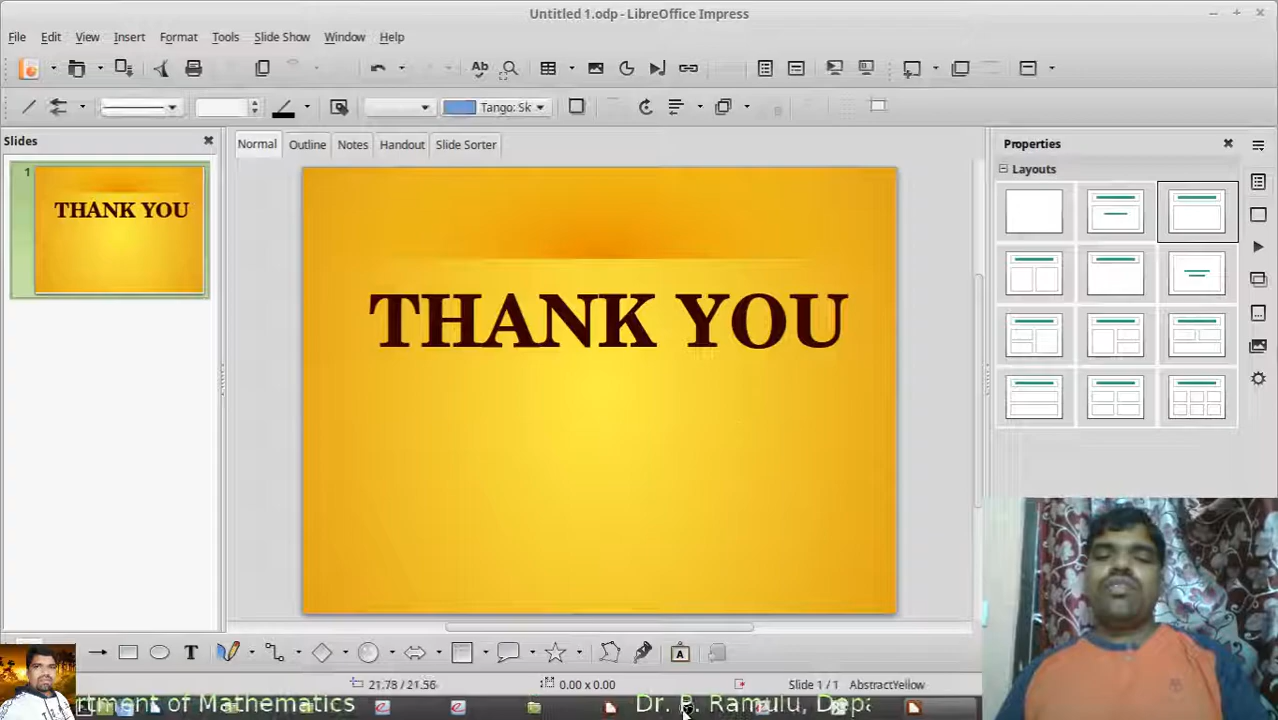 Untitled 1.odp - LibreOffice Impress
File Edit View Insert Format Tools Slide Show Window Help
Tango: Sk
Slides
Normal Outline Notes Handout Slide Sorter
Properties
Layouts
1
THANK YOU
THANK YOU
21.78 / 21.56 0.00 x 0.00 Slide 1 / 1 AbstractYellow
rtment of Mathematics Dr. B. Ramulu, Depa